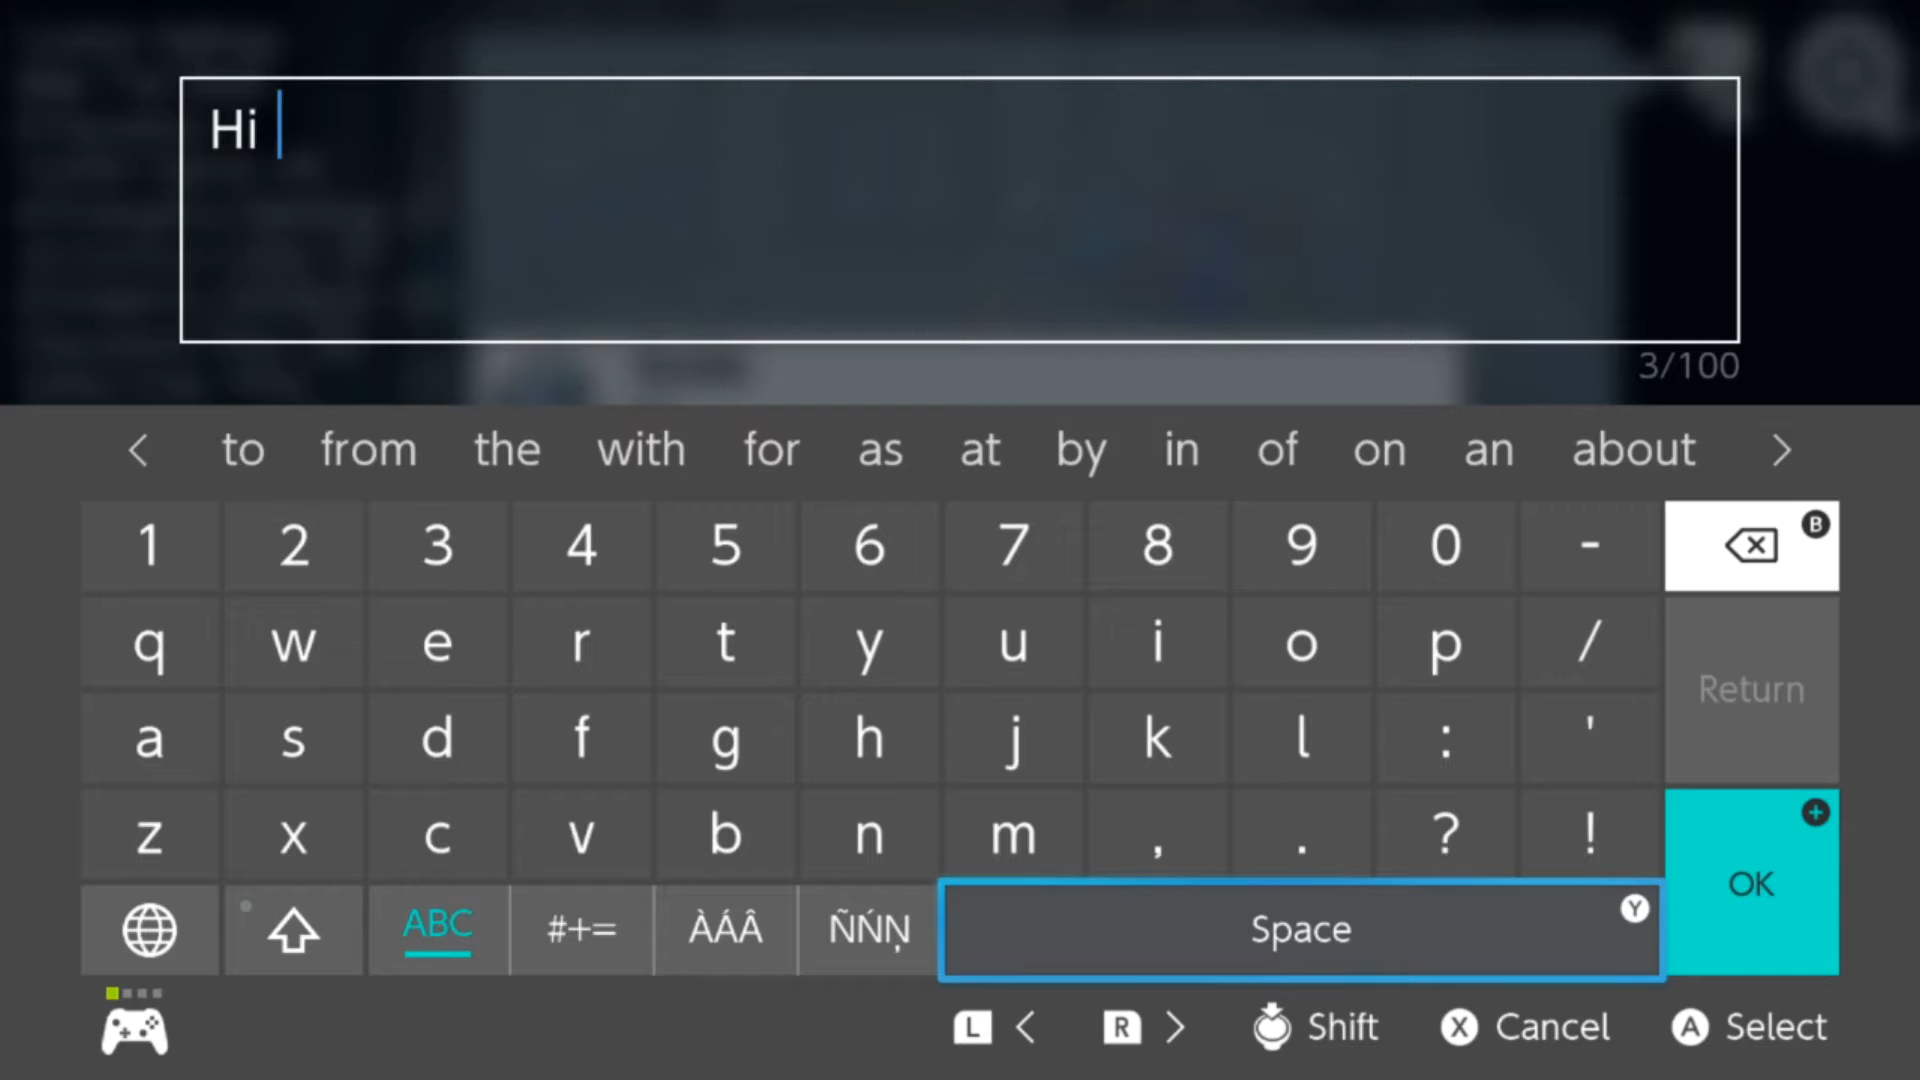 Hi
3/100
< to from the with for as at by in of on an about >
1 2 3 4 5 6 7 8 9 0 - B
q w e r t y u i o p /
Return
a s d f g h j k l : '
z x c v b n m , . ? ! +
OK
ABC #+= ÀÁÂ ÑŃŅ Space Y
L < R > Shift X Cancel A Select